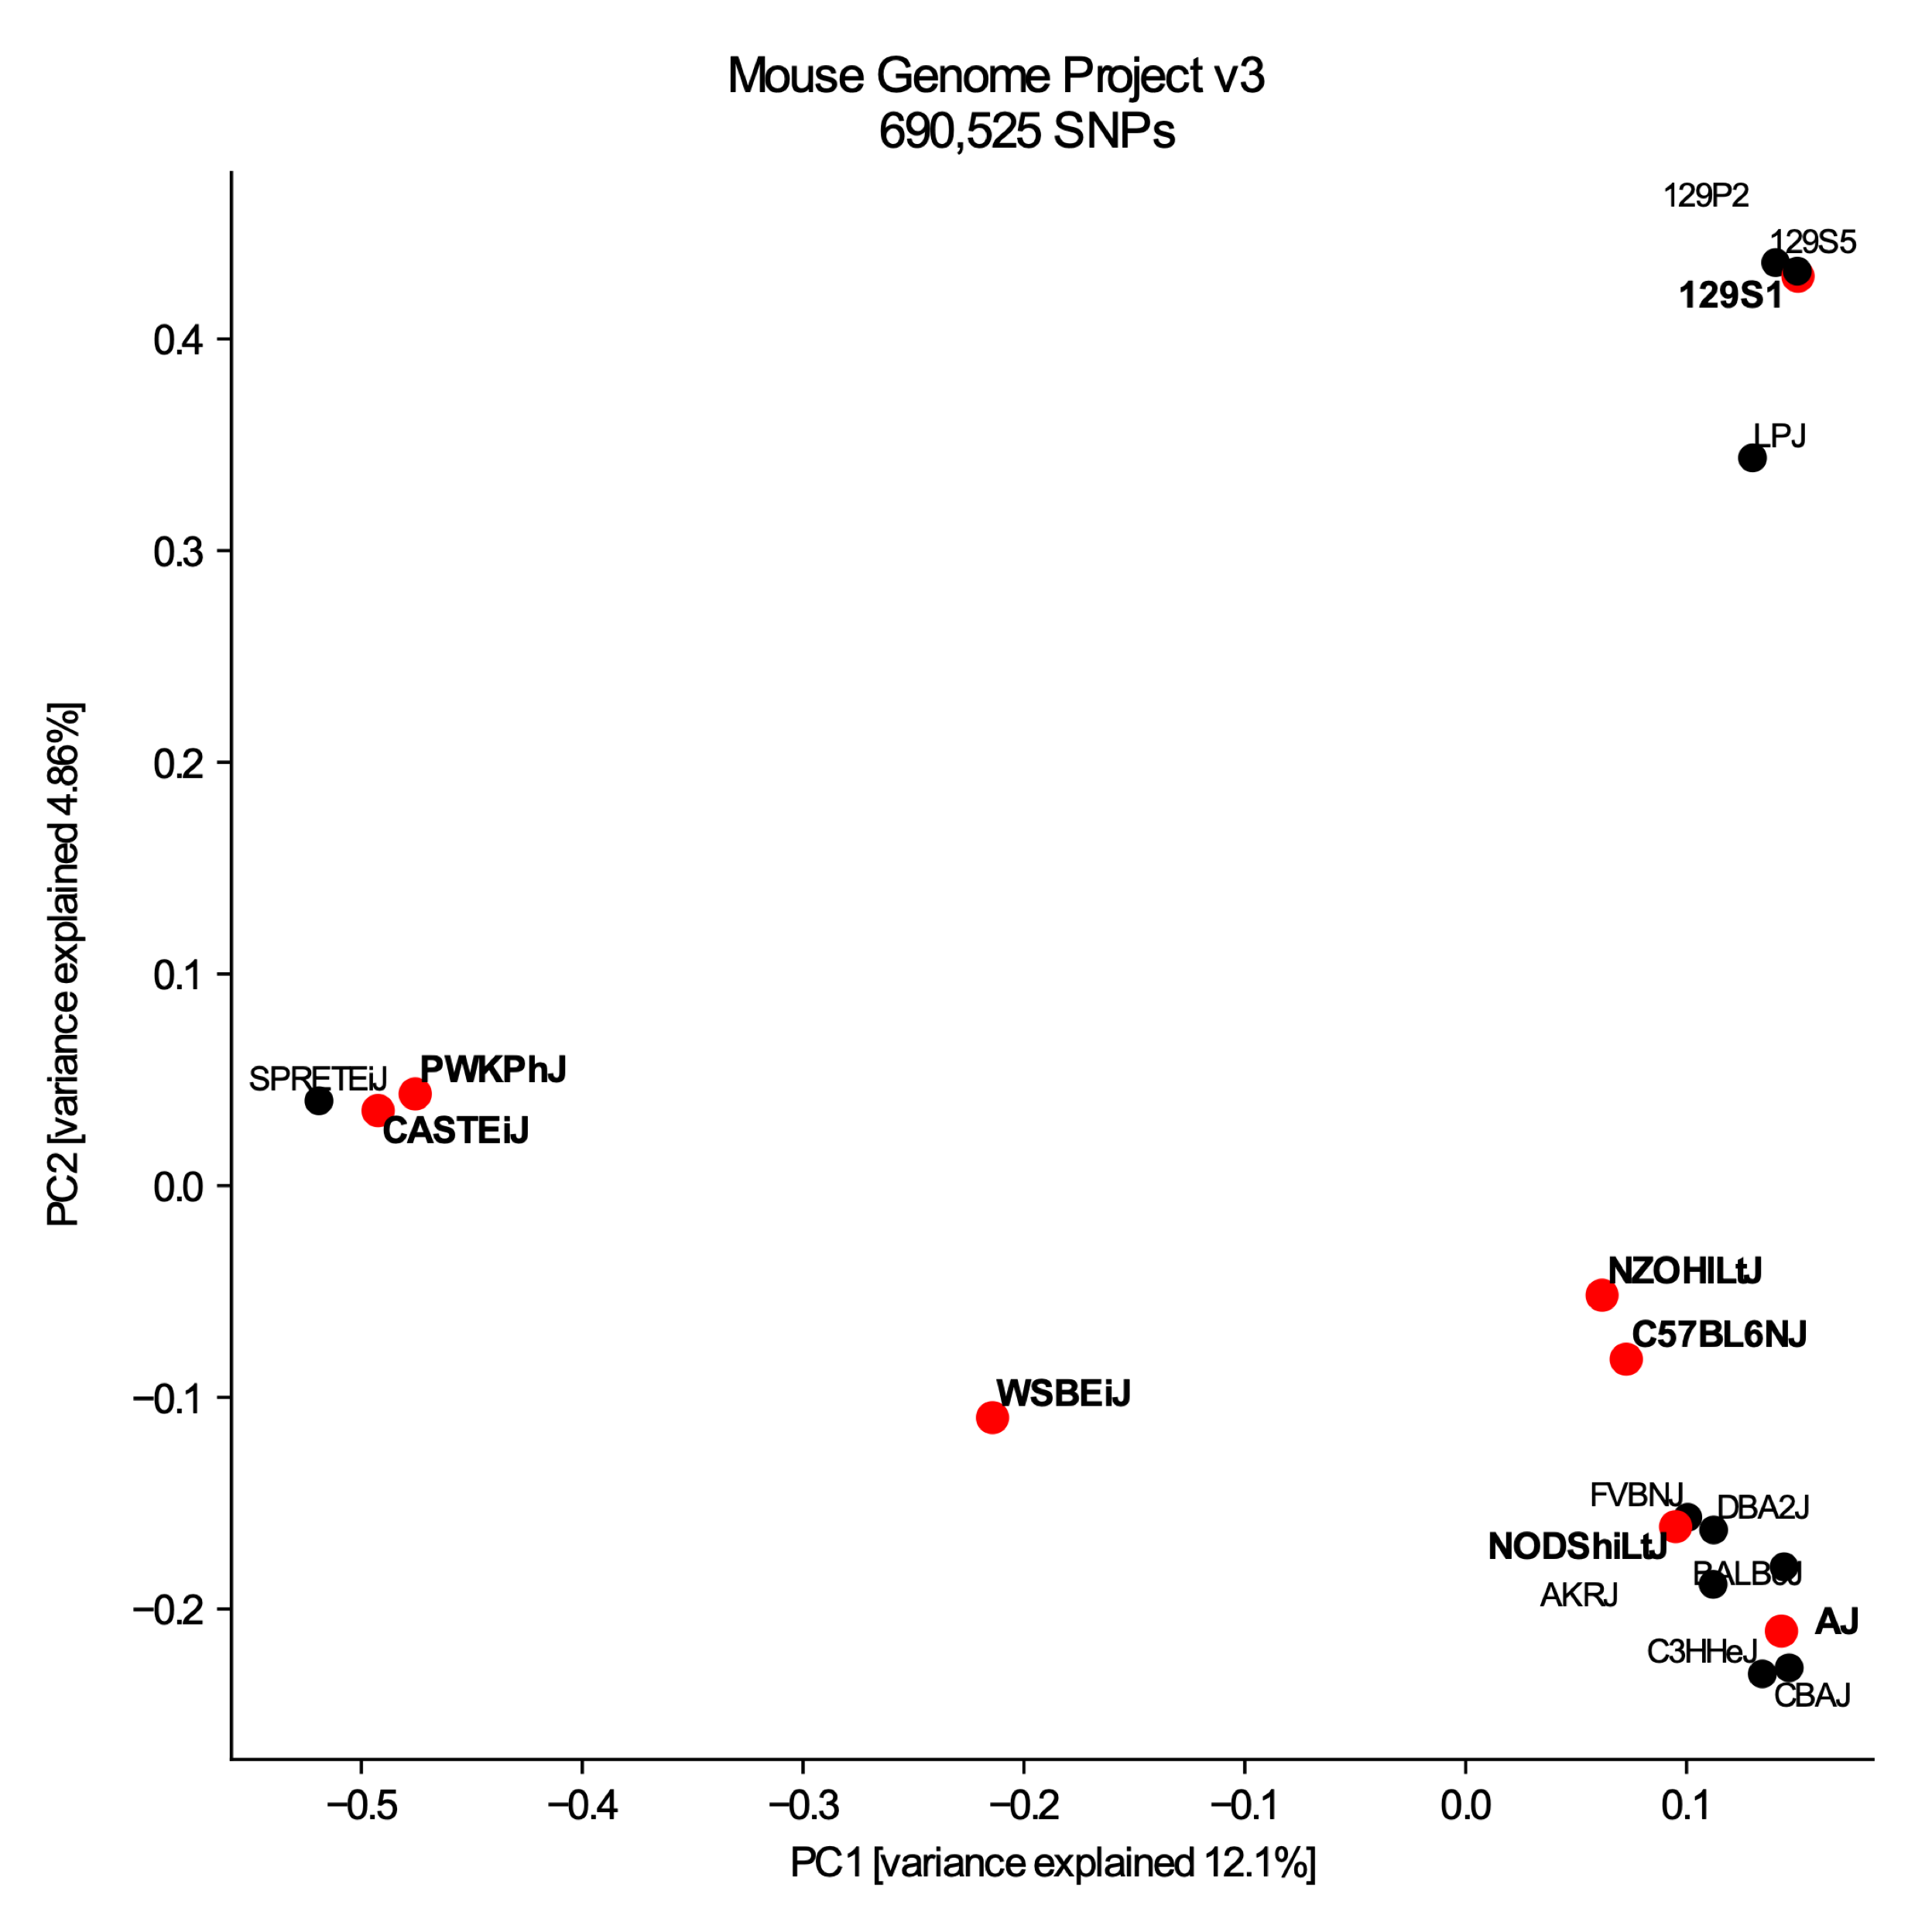 Mouse Genome Project v3
690,525 SNPs
129P2
129S5
129S1
LPJ
0.4
0.3
0.2
0.1
0.0
−0.1
−0.2
PC2 [variance explained 4.86%]
SPRETEiJ
PWKPhJ
CASTEiJ
NZOHlLtJ
C57BL6NJ
WSBEiJ
FVBNJ
DBA2J
NODShiLtJ
BALBcJ
AKRJ
AJ
C3HHeJ
CBAJ
−0.5
−0.4
−0.3
−0.2
−0.1
0.0
0.1
PC1 [variance explained 12.1%]